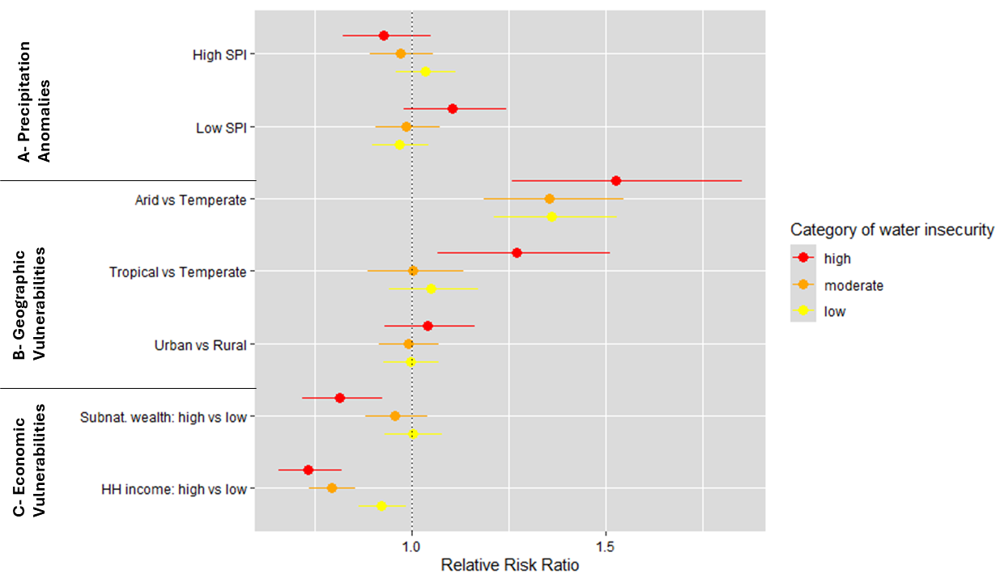 A- Precipitation
Anomalies
High SPI
Low SPI
B- Geographic
Vulnerabilities
Arid vs Temperate
Tropical vs Temperate
Urban vs Rural
C- Economic
Vulnerabilities
Subnat. wealth: high vs low
HH income: high vs low
1.0
1.5
Relative Risk Ratio
Category of water insecurity
high
moderate
low